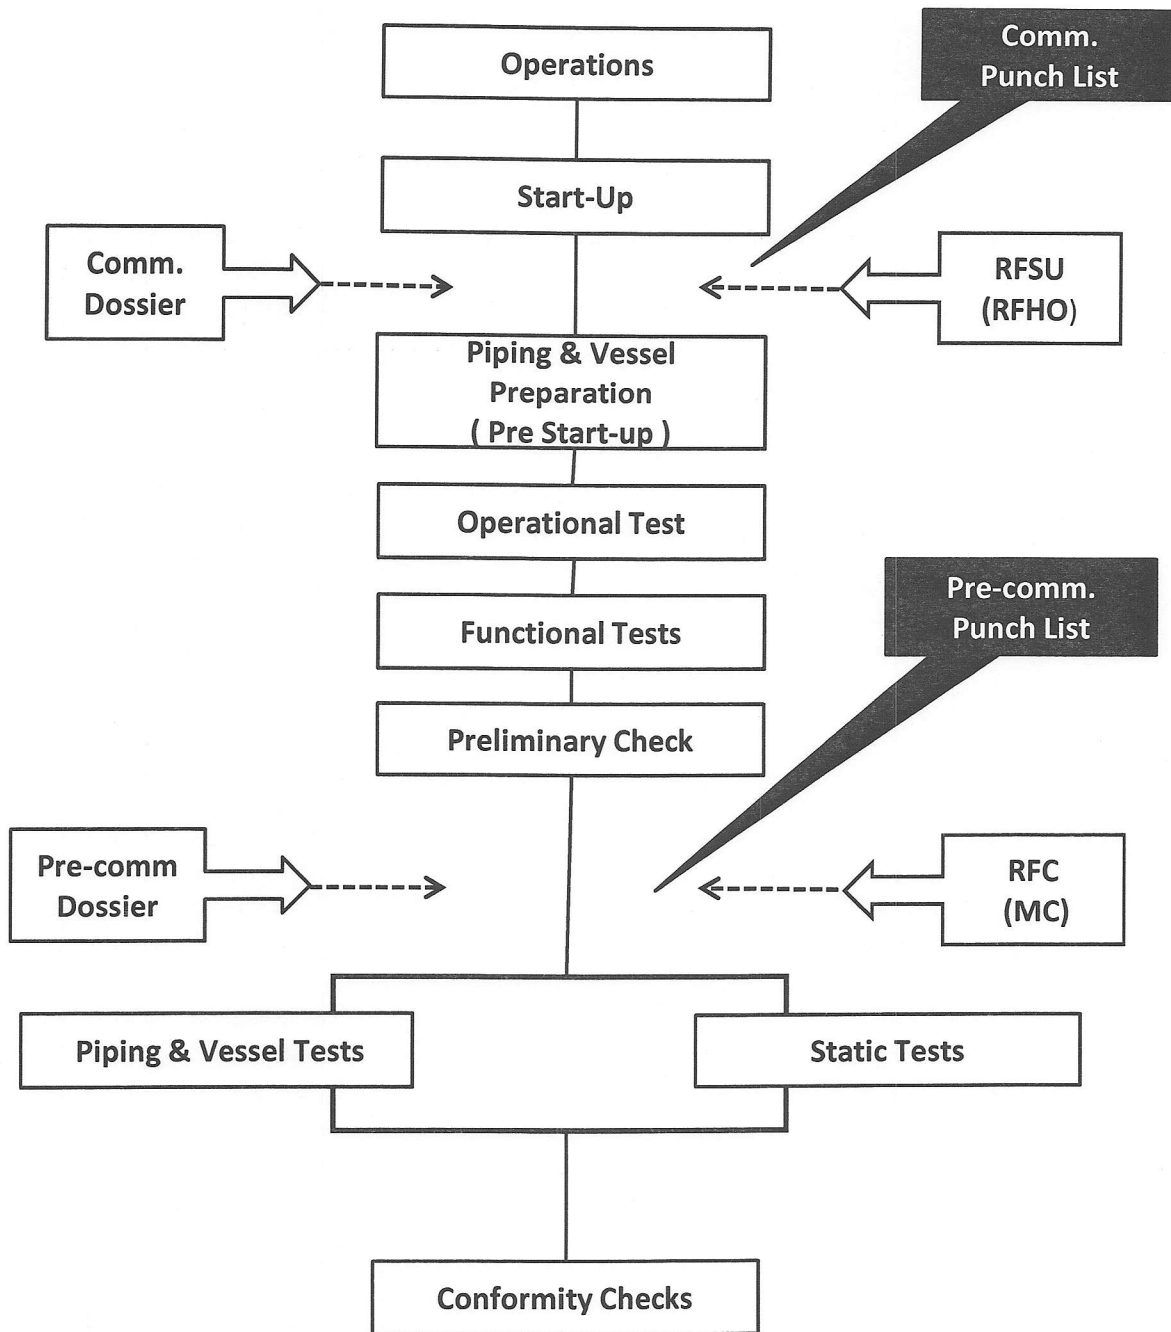 Operations
Comm.
Punch List
Start-Up
Comm.
Dossier
RFSU
(RFHO)
Piping & Vessel
Preparation
( Pre Start-up )
Operational Test
Pre-comm.
Punch List
Functional Tests
Preliminary Check
Pre-comm
Dossier
RFC
(MC)
Piping & Vessel Tests
Static Tests
Conformity Checks